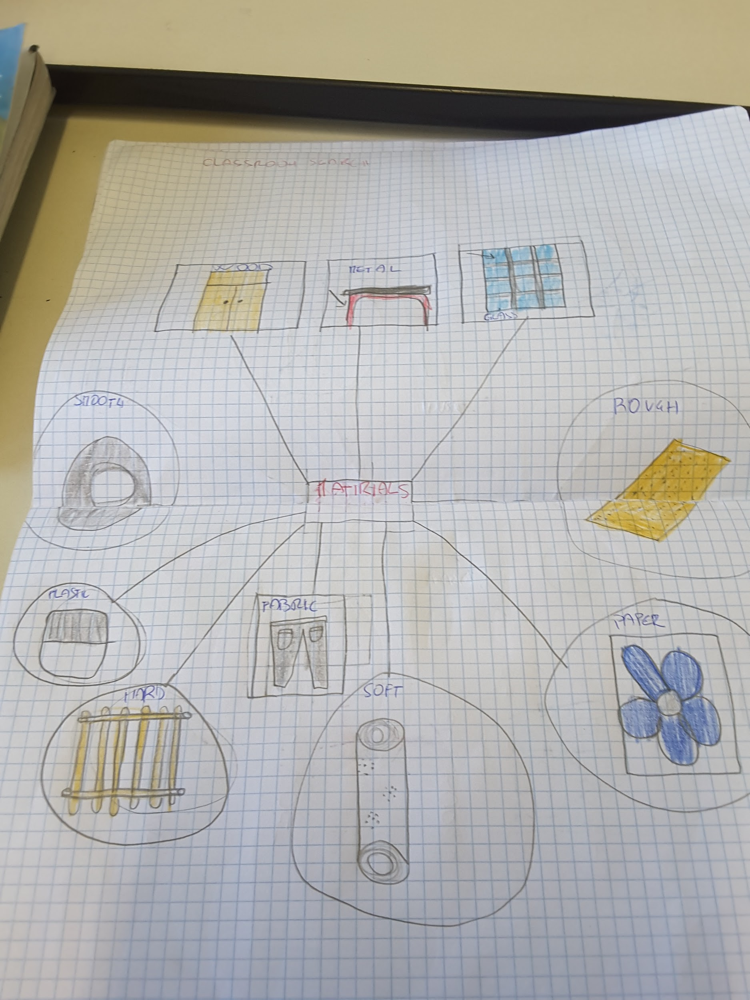 CLASSROOM SEARCH
WOOD
METAL
GLASS
SMOOTH
ROUGH
MATIRIALS
PLASTIC
FABRIC
PAPER
HARD
SOFT